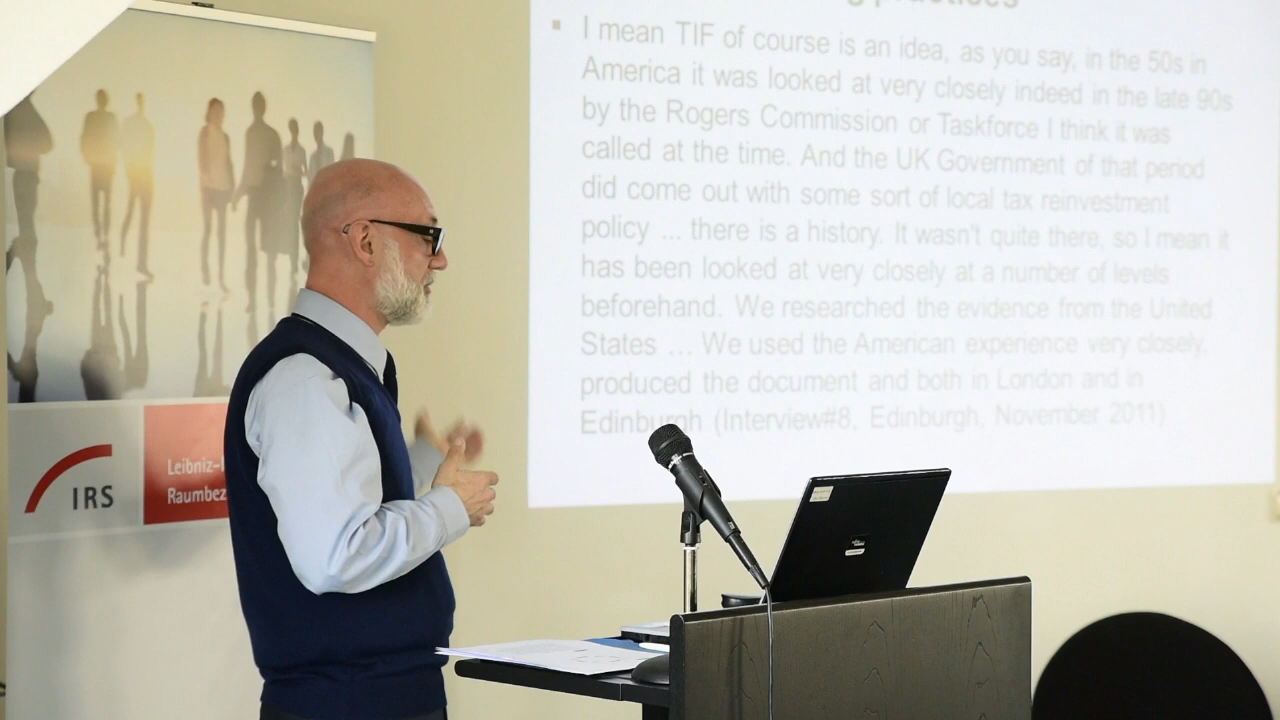 IRS
Leibniz-
Raumbez
practices
I mean TIF of course is an idea, as you say, in the 50s in
America it was looked at very closely indeed in the late 90s
by the Rogers Commission or Taskforce I think it was
called at the time. And the UK Government of that period
did come out with some sort of local tax reinvestment
policy ... there is a history. It wasn't quite there, so I mean it
has been looked at very closely at a number of levels
beforehand. We researched the evidence from the United
States ... We used the American experience very closely,
produced the document and both in London and in
Edinburgh (Interview#8, Edinburgh, November 2011)